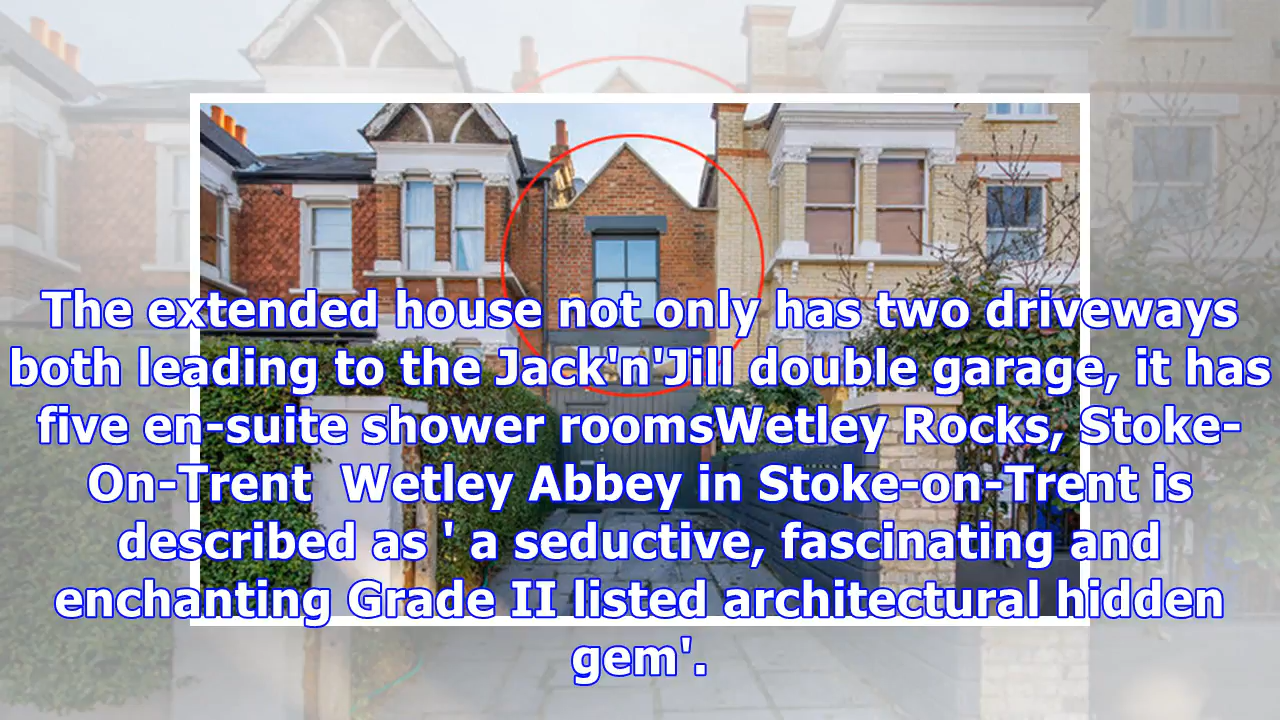 The extended house not only has two driveways
both leading to the Jack'n'Jill double garage, it has
five en-suite shower roomsWetley Rocks, Stoke-
On-Trent  Wetley Abbey in Stoke-on-Trent is
described as ' a seductive, fascinating and
enchanting Grade II listed architectural hidden
gem'.